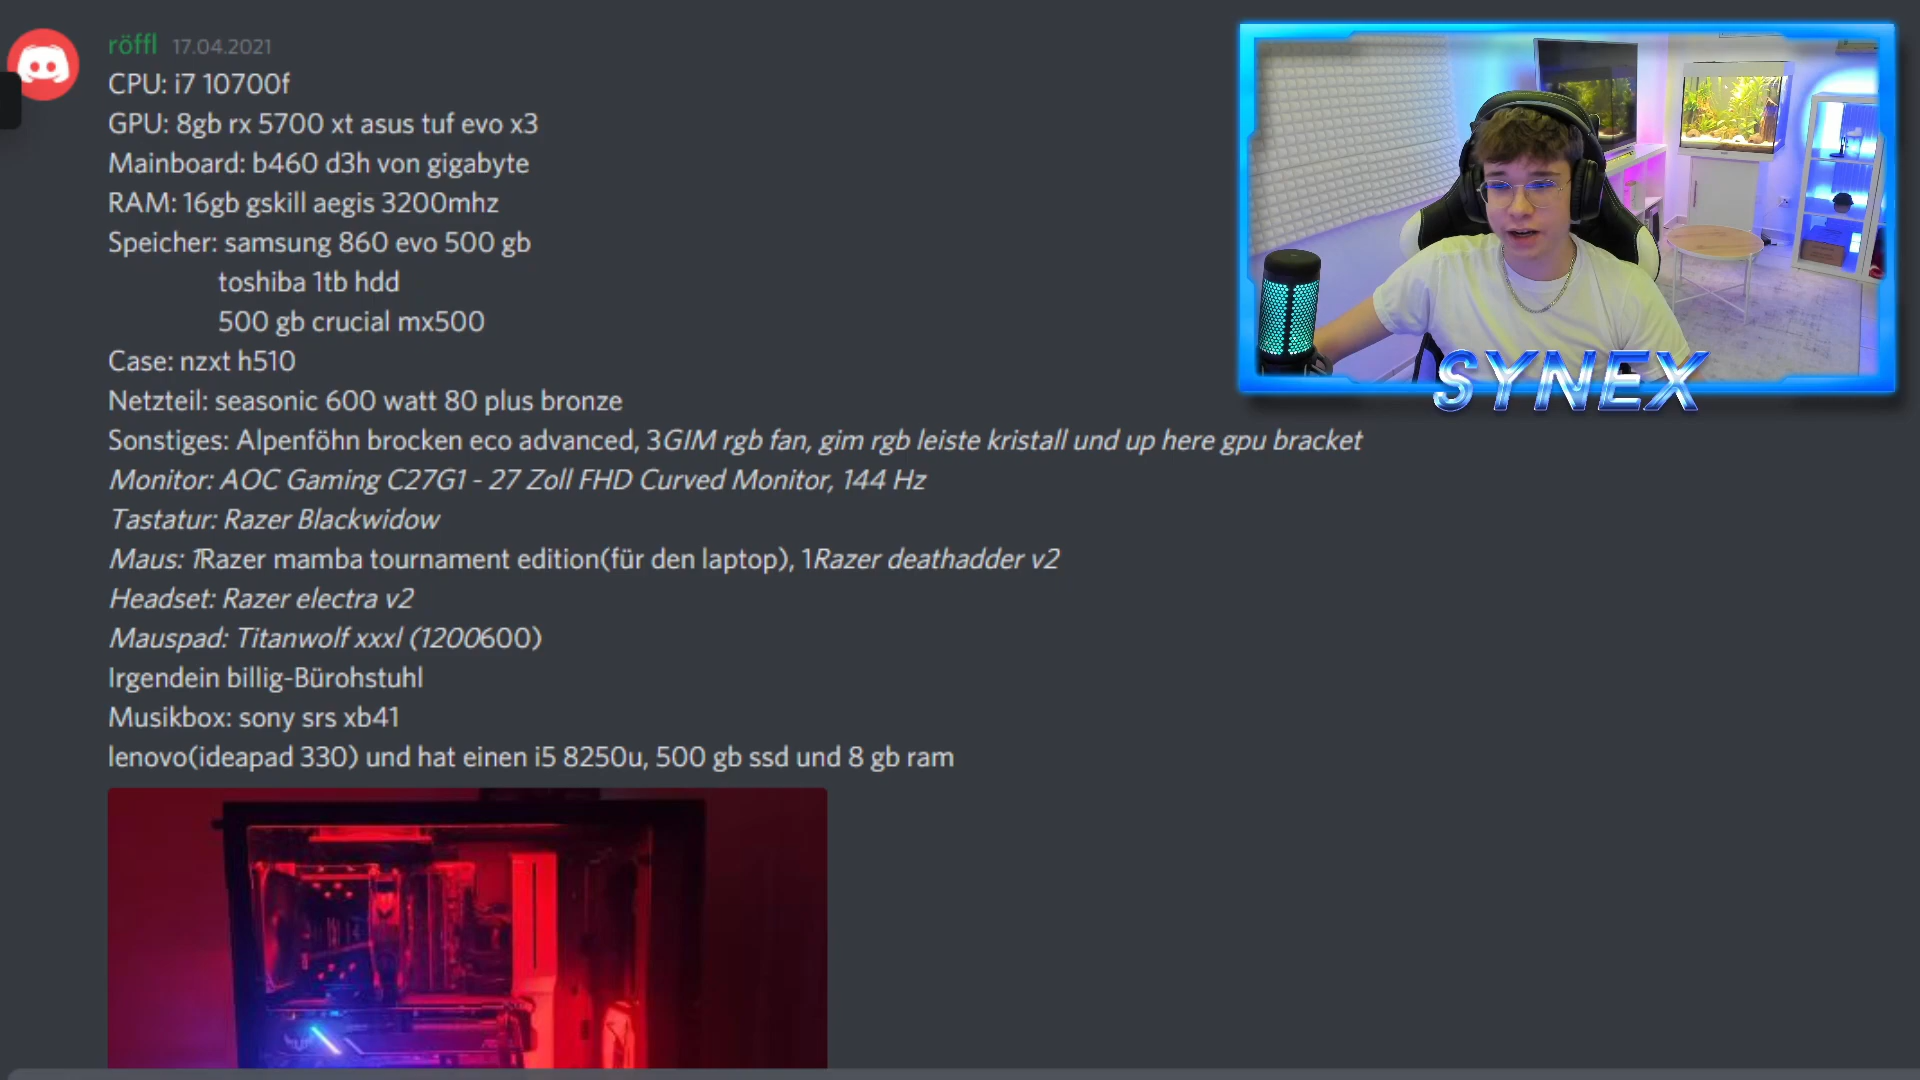 röffl 17.04.2021
CPU: i7 10700f
GPU: 8gb rx 5700 xt asus tuf evo x3
Mainboard: b460 d3h von gigabyte
RAM: 16gb gskill aegis 3200mhz
Speicher: samsung 860 evo 500 gb
toshiba 1tb hdd
500 gb crucial mx500
Case: nzxt h510
Netzteil: seasonic 600 watt 80 plus bronze
Sonstiges: Alpenföhn brocken eco advanced, 3GIM rgb fan, gim rgb leiste kristall und up here gpu bracket
Monitor: AOC Gaming C27G1 - 27 Zoll FHD Curved Monitor, 144 Hz
Tastatur: Razer Blackwidow
Maus: 1Razer mamba tournament edition(für den laptop), 1Razer deathadder v2
Headset: Razer electra v2
Mauspad: Titanwolf xxxl (1200600)
Irgendein billig-Bürohstuhl
Musikbox: sony srs xb41
lenovo(ideapad 330) und hat einen i5 8250u, 500 gb ssd und 8 gb ram
SYNEX